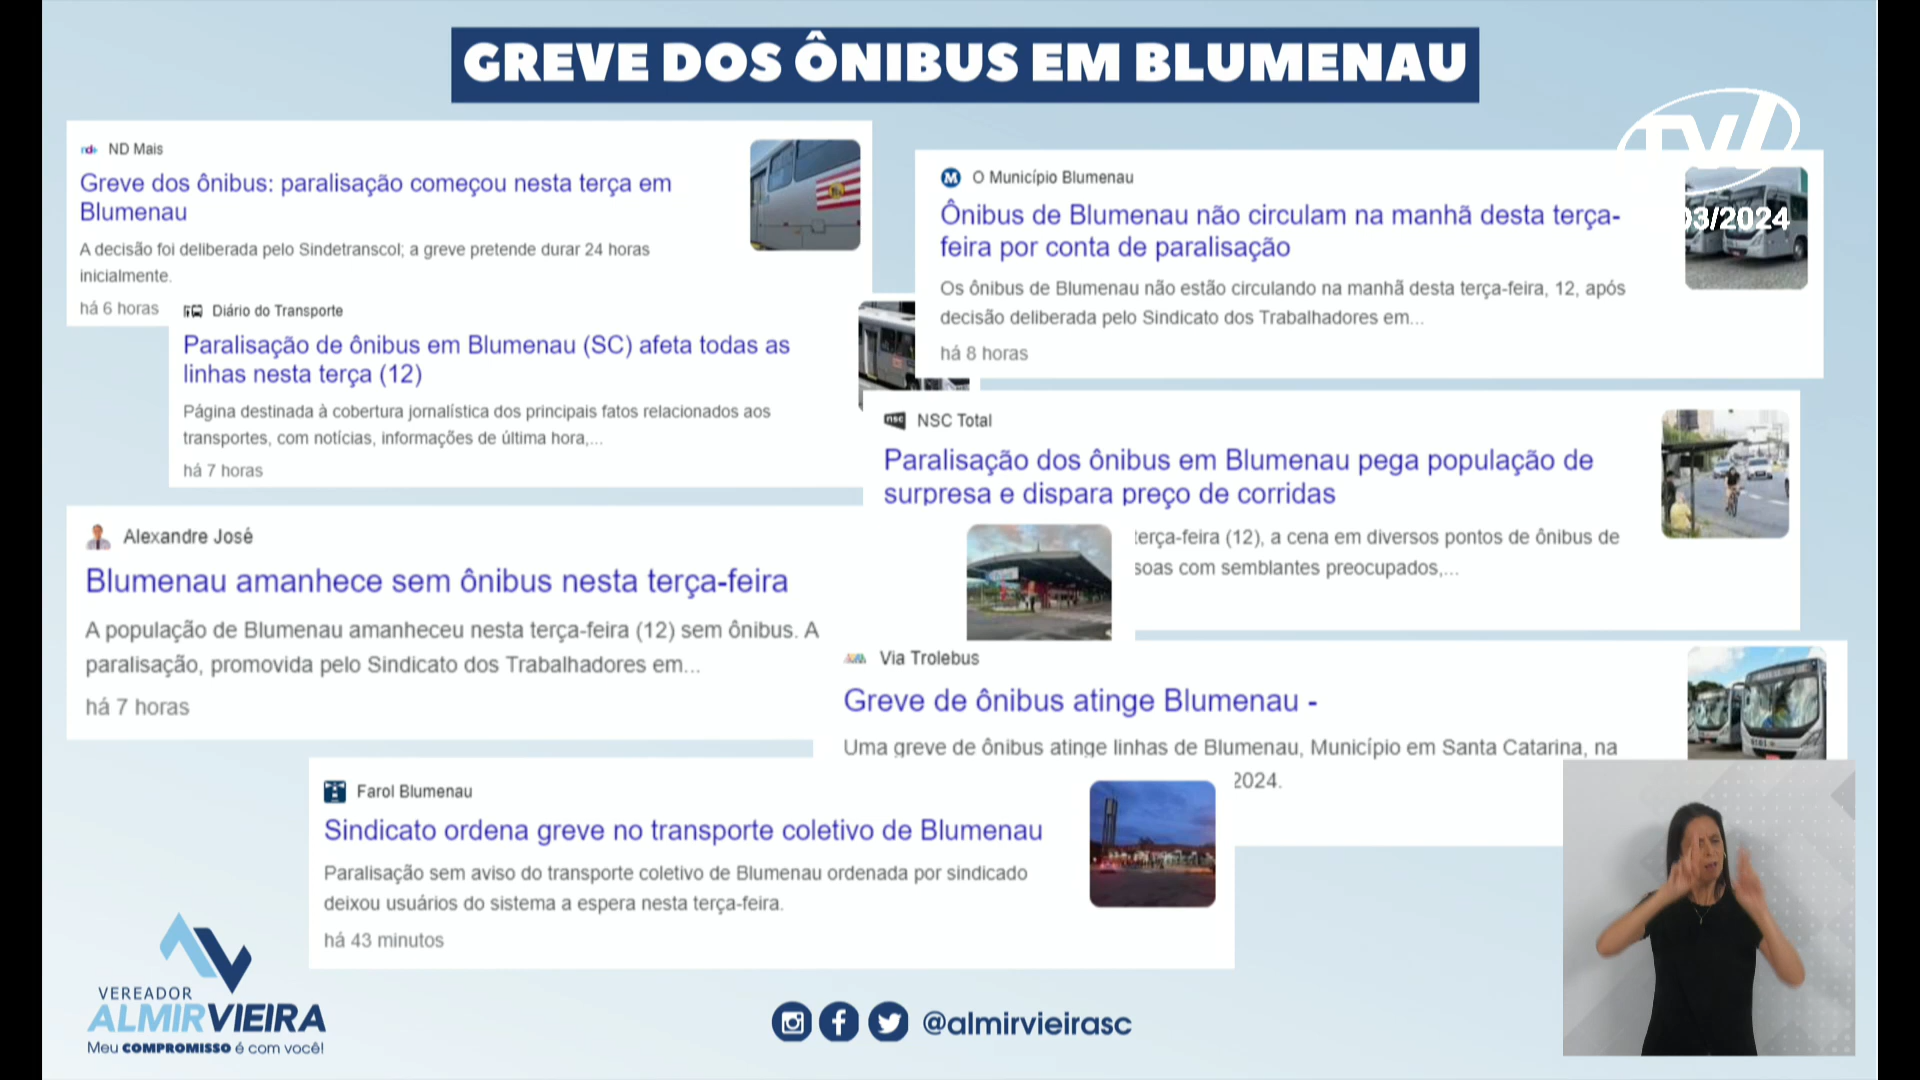 GREVE DOS ÔNIBUS EM BLUMENAU
TVL
03/2024
ND Mais
Greve dos ônibus: paralisação começou nesta terça em
Blumenau
A decisão foi deliberada pelo Sindetranscol; a greve pretende durar 24 horas
inicialmente.
há 6 horas
O Município Blumenau
Ônibus de Blumenau não circulam na manhã desta terça-
feira por conta de paralisação
Os ônibus de Blumenau não estão circulando na manhã desta terça-feira, 12, após
decisão deliberada pelo Sindicato dos Trabalhadores em...
há 8 horas
Diário do Transporte
Paralisação de ônibus em Blumenau (SC) afeta todas as
linhas nesta terça (12)
Página destinada à cobertura jornalística dos principais fatos relacionados aos
transportes, com notícias, informações de última hora,...
há 7 horas
nsc NSC Total
Paralisação dos ônibus em Blumenau pega população de
surpresa e dispara preço de corridas
terça-feira (12), a cena em diversos pontos de ônibus de
soas com semblantes preocupados,...
Alexandre José
Blumenau amanhece sem ônibus nesta terça-feira
A população de Blumenau amanheceu nesta terça-feira (12) sem ônibus. A
paralisação, promovida pelo Sindicato dos Trabalhadores em...
há 7 horas
Via Trolebus
Greve de ônibus atinge Blumenau -
Uma greve de ônibus atinge linhas de Blumenau, Município em Santa Catarina, na
2024.
Farol Blumenau
Sindicato ordena greve no transporte coletivo de Blumenau
Paralisação sem aviso do transporte coletivo de Blumenau ordenada por sindicado
deixou usuários do sistema a espera nesta terça-feira.
há 43 minutos
VEREADOR
ALMIRVIEIRA
Meu COMPROMISSO é com você!
@almirvieirasc